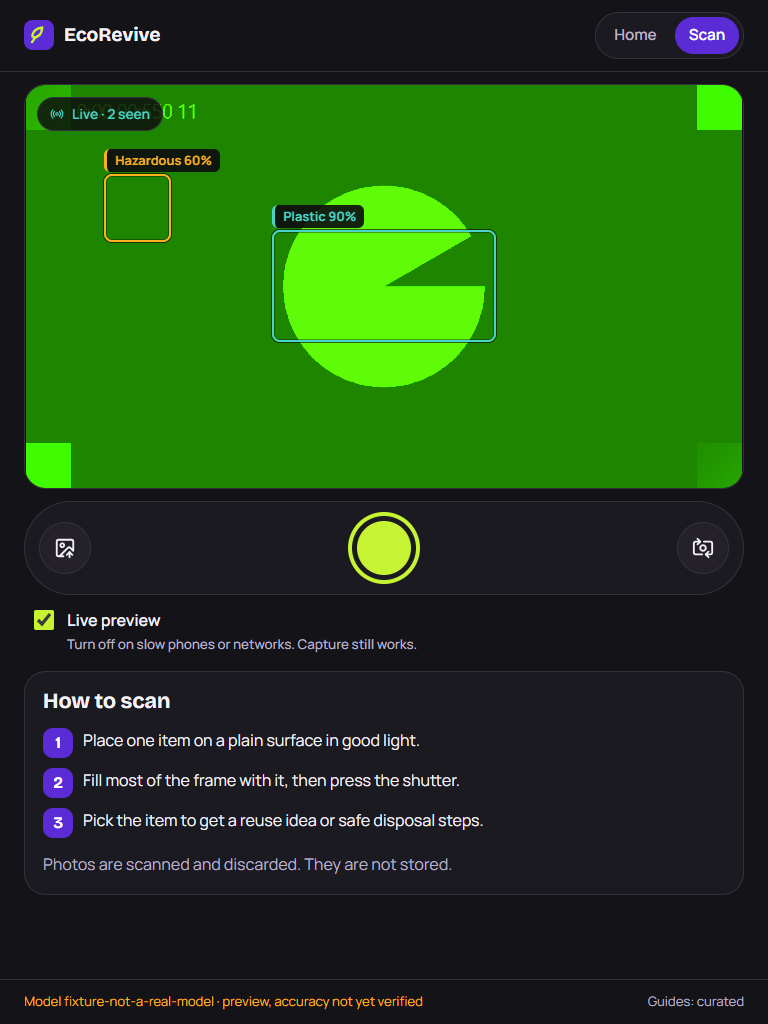 EcoRevive
Home
Scan
Live · 2 seen
0 11
Hazardous 60%
Plastic 90%
Live preview
Turn off on slow phones or networks. Capture still works.
How to scan
1 Place one item on a plain surface in good light.
2 Fill most of the frame with it, then press the shutter.
3 Pick the item to get a reuse idea or safe disposal steps.
Photos are scanned and discarded. They are not stored.
Model fixture-not-a-real-model · preview, accuracy not yet verified
Guides: curated